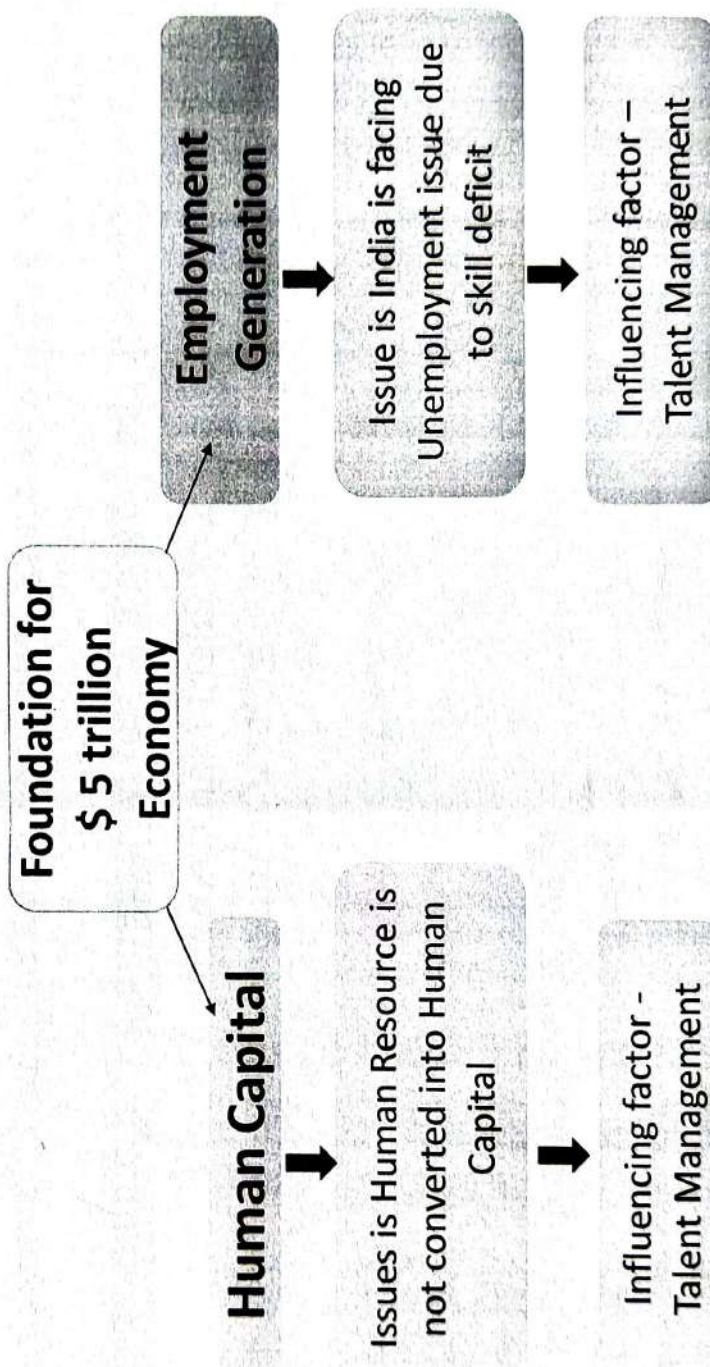 Foundation for
$ 5 trillion
Economy
Human Capital
Issues is Human Resource is
not converted into Human
Capital
Influencing factor -
Talent Management
Employment
Generation
Issue is India is facing
Unemployment issue due
to skill deficit
Influencing factor –
Talent Management